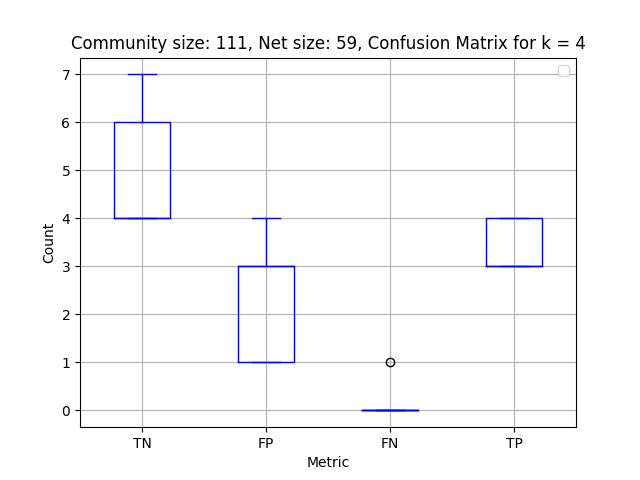 Community size: 111, Net size: 59, Confusion Matrix for k = 4
7
6
5
4
3
2
1
0
Count
TN
FP
FN
TP
Metric